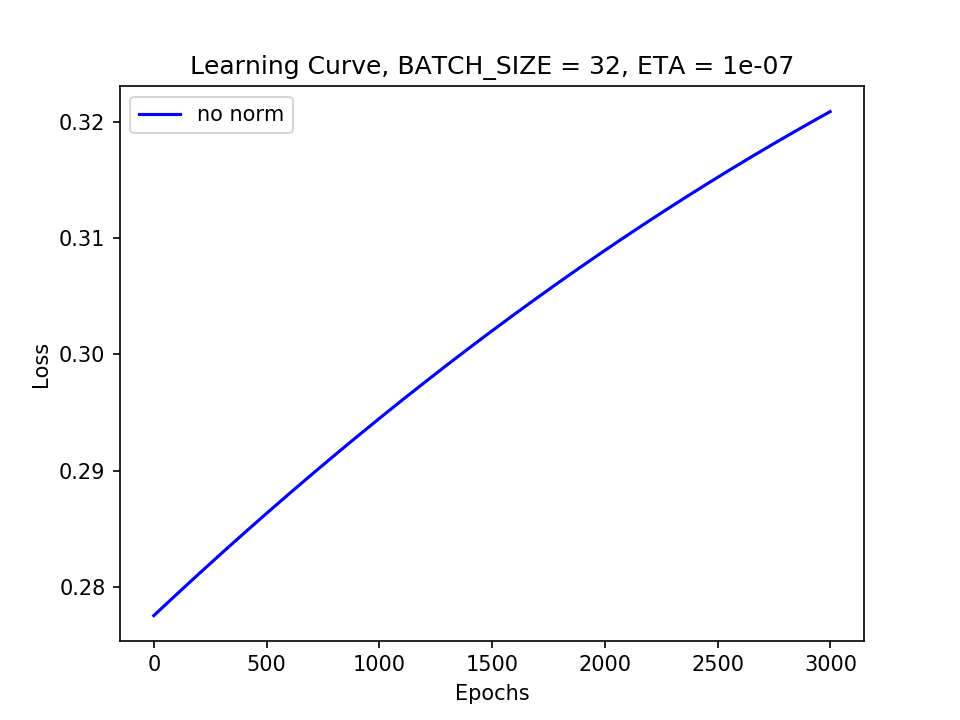 Learning Curve, BATCH_SIZE = 32, ETA = 1e-07
no norm
0.32
0.31
0.30
0.29
0.28
Loss
0 500 1000 1500 2000 2500 3000
Epochs